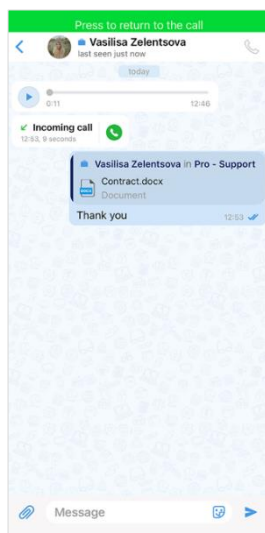 Press to return to the call
Vasilisa Zelentsova
last seen just now
today
0:11 12:46
Incoming call
12:53, 9 seconds
Vasilisa Zelentsova in Pro - Support
Contract.docx
Document
Thank you 12:53
Message